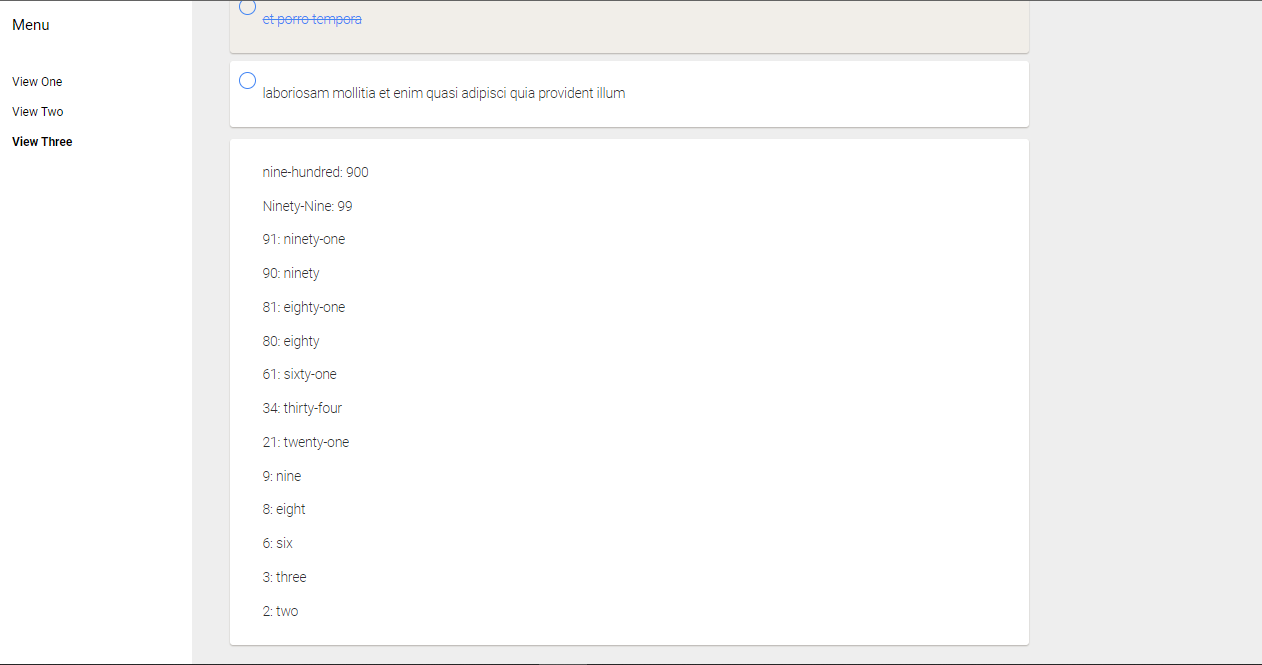 Menu
View One
View Two
View Three
et porro tempora
laboriosam mollitia et enim quasi adipisci quia provident illum
nine-hundred: 900
Ninety-Nine: 99
91: ninety-one
90: ninety
81: eighty-one
80: eighty
61: sixty-one
34: thirty-four
21: twenty-one
9: nine
8: eight
6: six
3: three
2: two